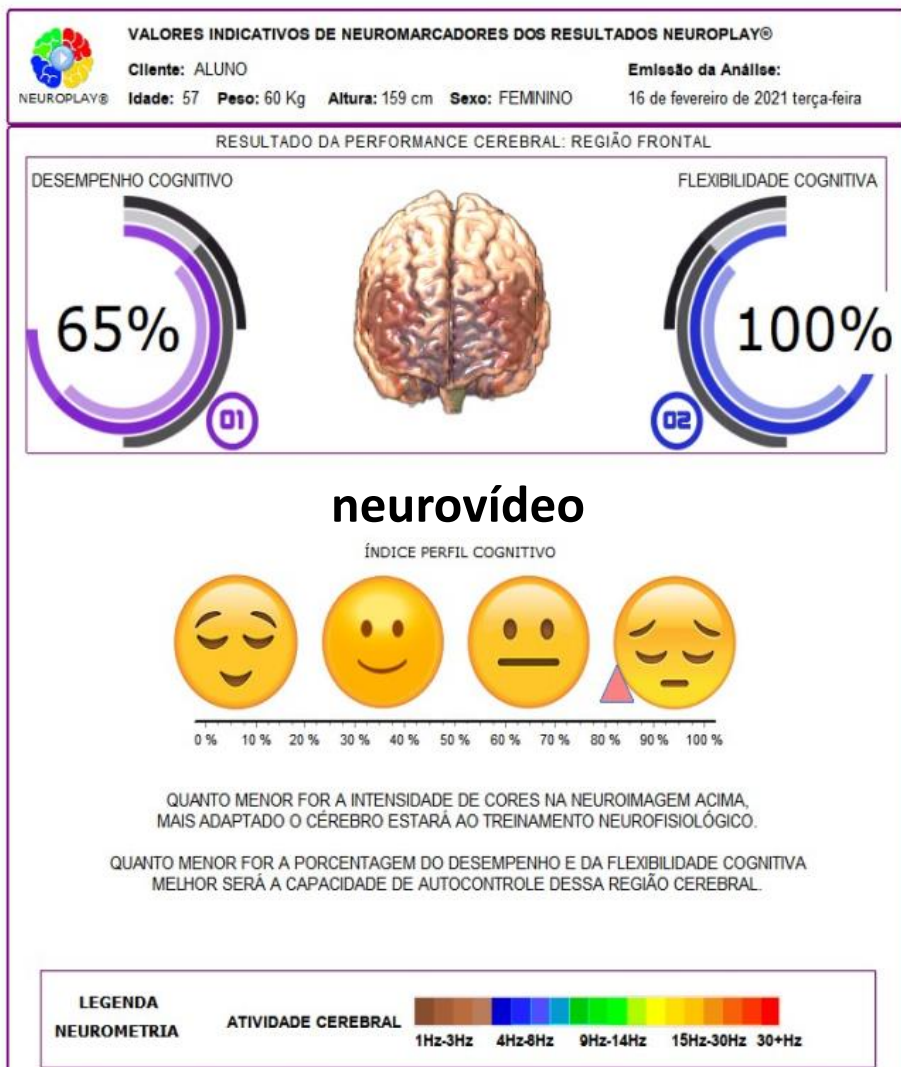 VALORES INDICATIVOS DE NEUROMARCADORES DOS RESULTADOS NEUROPLAY®
Cliente: ALUNO
Emissão da Análise:
NEUROPLAY®
Idade: 57 Peso: 60 Kg Altura: 159 cm Sexo: FEMININO
16 de fevereiro de 2021 terça-feira
RESULTADO DA PERFORMANCE CEREBRAL: REGIÃO FRONTAL
DESEMPENHO COGNITIVO
FLEXIBILIDADE COGNITIVA
65%
100%
01
02
neurovídeo
ÍNDICE PERFIL COGNITIVO
0 % 10 % 20 % 30 % 40 % 50 % 60 % 70 % 80 % 90 % 100 %
QUANTO MENOR FOR A INTENSIDADE DE CORES NA NEUROIMAGEM ACIMA,
MAIS ADAPTADO O CÉREBRO ESTARÁ AO TREINAMENTO NEUROFISIOLÓGICO.
QUANTO MENOR FOR A PORCENTAGEM DO DESEMPENHO E DA FLEXIBILIDADE COGNITIVA
MELHOR SERÁ A CAPACIDADE DE AUTOCONTROLE DESSA REGIÃO CEREBRAL.
LEGENDA
NEUROMETRIA
ATIVIDADE CEREBRAL
1Hz-3Hz 4Hz-8Hz 9Hz-14Hz 15Hz-30Hz 30+Hz